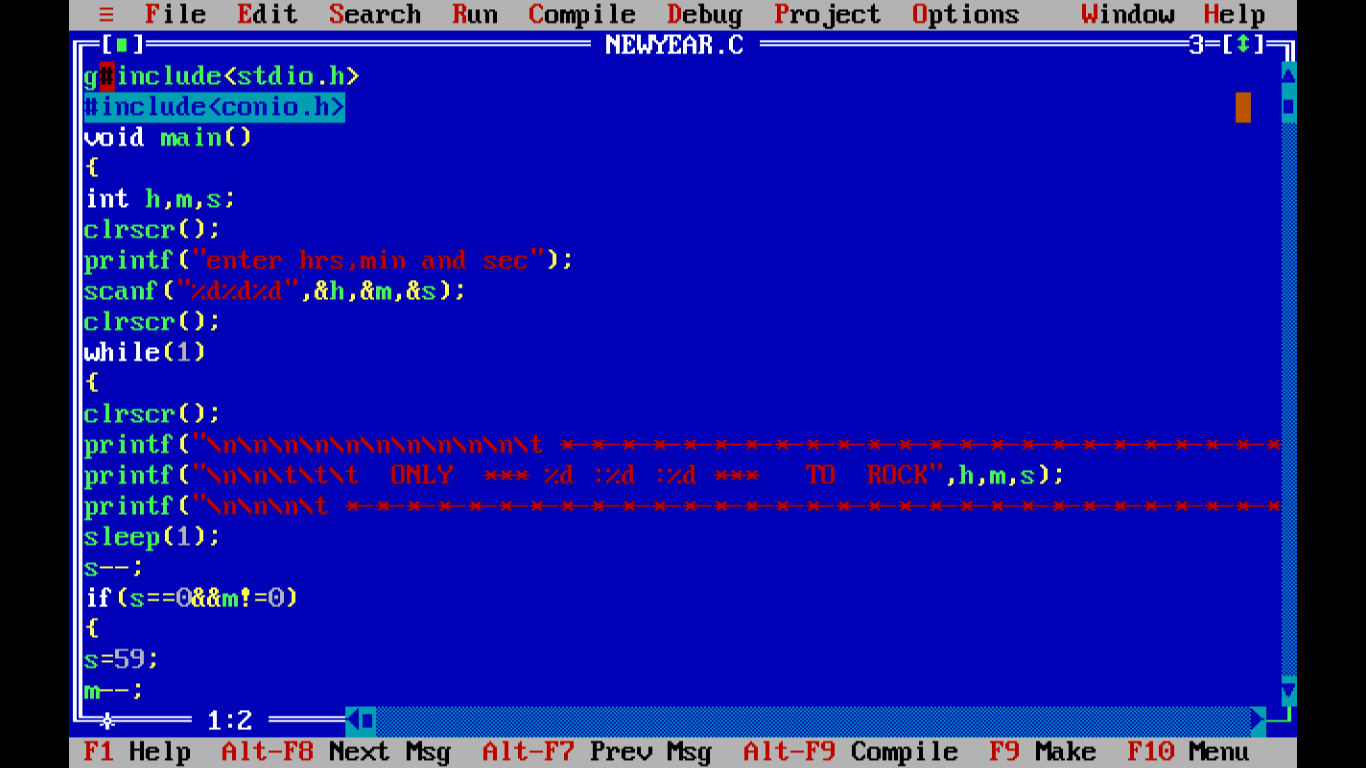 ≡ File Edit Search Run Compile Debug Project Options Window Help
[■] NEWYEAR.C 3=[↕]
g#include<stdio.h>
#include<conio.h>
void main()
{
int h,m,s;
clrscr();
printf("enter hrs,min and sec");
scanf("%d%d%d",&h,&m,&s);
clrscr();
while(1)
{
clrscr();
printf("\n\n\n\n\n\n\n\n\n\n\t *-*-*-*-*-*-*-*-*-*-*-*-*-*-*-*-*-*-*-*-*-*-*-*
printf("\n\n\t\t\t  ONLY  *** %d :%d :%d ***   TO  ROCK",h,m,s);
printf("\n\n\n\t *-*-*-*-*-*-*-*-*-*-*-*-*-*-*-*-*-*-*-*-*-*-*-*-*-*-*-*-*-*-*
sleep(1);
s--;
if(s==0&&m!=0)
{
s=59;
m--;
1:2
F1 Help Alt-F8 Next Msg Alt-F7 Prev Msg Alt-F9 Compile F9 Make F10 Menu